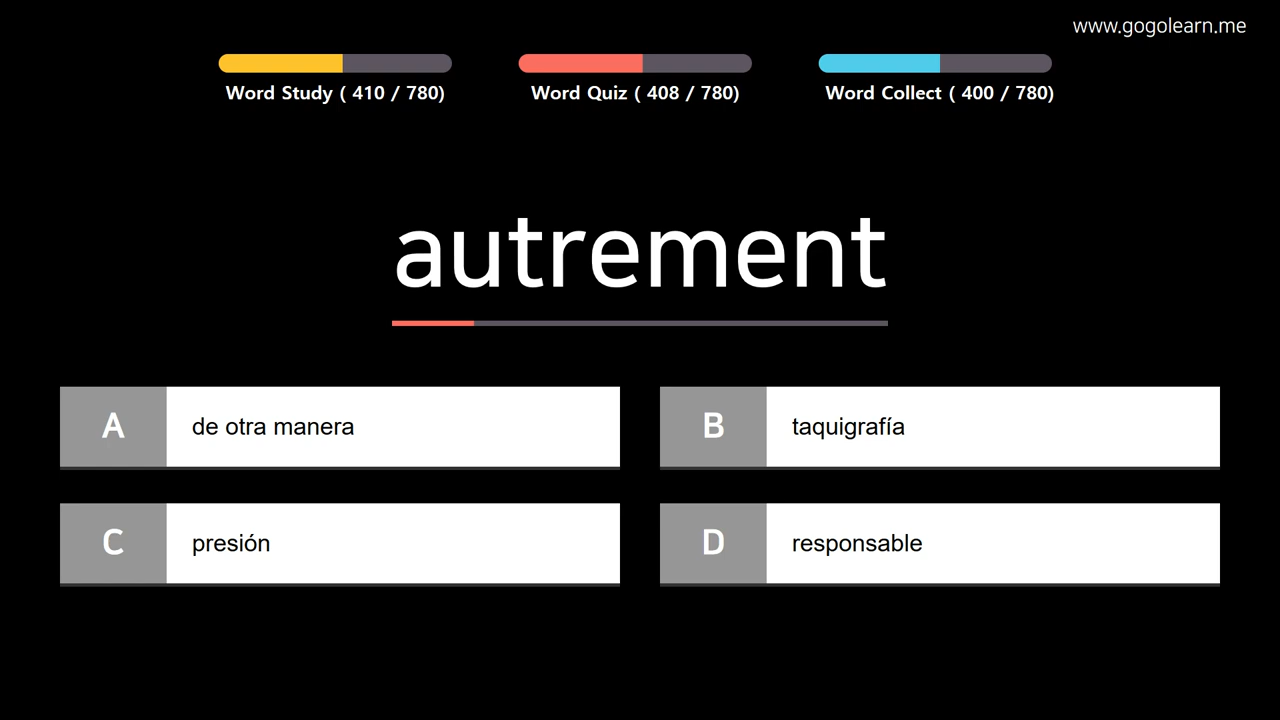 www.gogolearn.me
Word Study ( 410 / 780)
Word Quiz ( 408 / 780)
Word Collect ( 400 / 780)
autrement
A de otra manera
B taquigrafía
C presión
D responsable